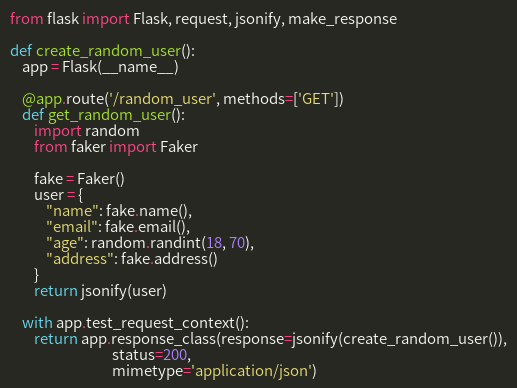 from flask import Flask, request, jsonify, make_response

def create_random_user():
    app = Flask(__name__)

    @app.route('/random_user', methods=['GET'])
    def get_random_user():
        import random
        from faker import Faker

        fake = Faker()
        user = {
            "name": fake.name(),
            "email": fake.email(),
            "age": random.randint(18, 70),
            "address": fake.address()
        }
        return jsonify(user)

    with app.test_request_context():
        return app.response_class(response=jsonify(create_random_user()),
                                  status=200,
                                  mimetype='application/json')